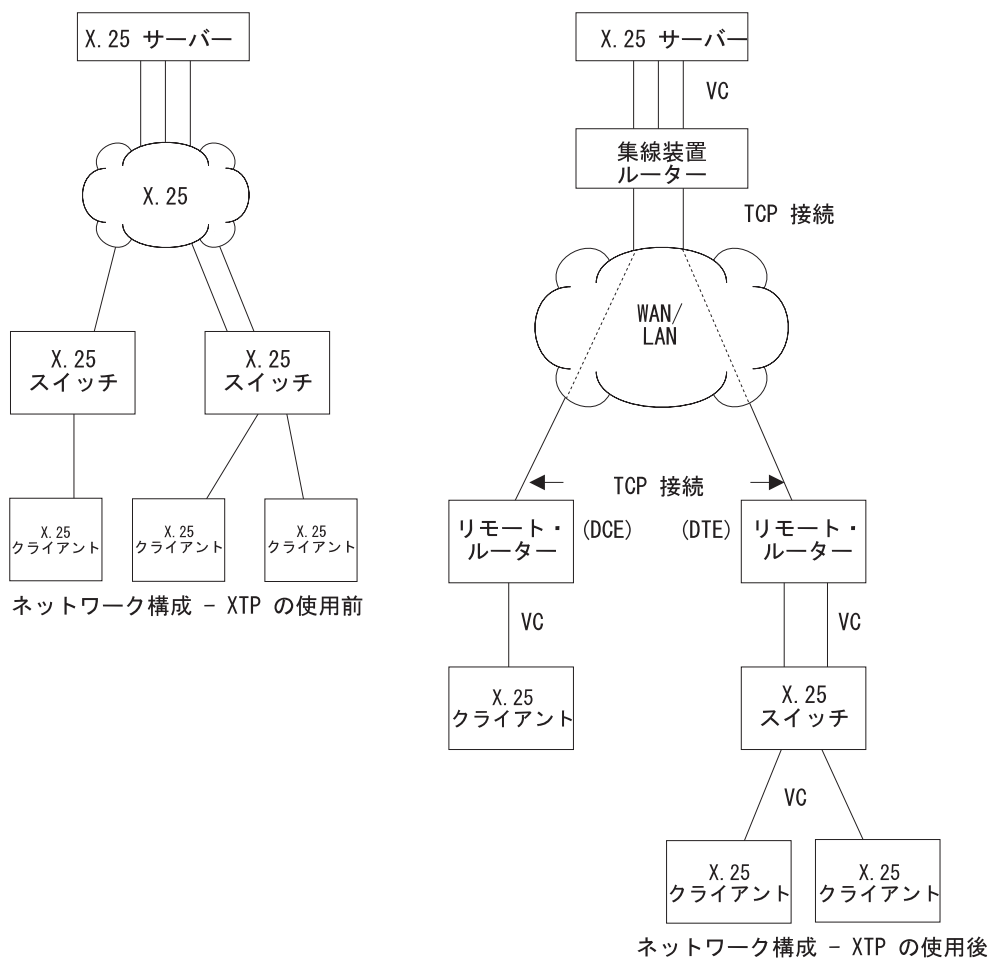 X.25 サーバー
X.25
X.25
スイッチ
X.25
スイッチ
X.25
クライアント
X.25
クライアント
X.25
クライアント
ネットワーク構成 − XTP の使用前
X.25 サーバー
VC
集線装置
ルーター
TCP 接続
WAN/
LAN
TCP 接続
リモート・
ルーター
(DCE)
(DTE)
リモート・
ルーター
VC
VC
X.25
クライアント
X.25
スイッチ
VC
X.25
クライアント
X.25
クライアント
ネットワーク構成 − XTP の使用後